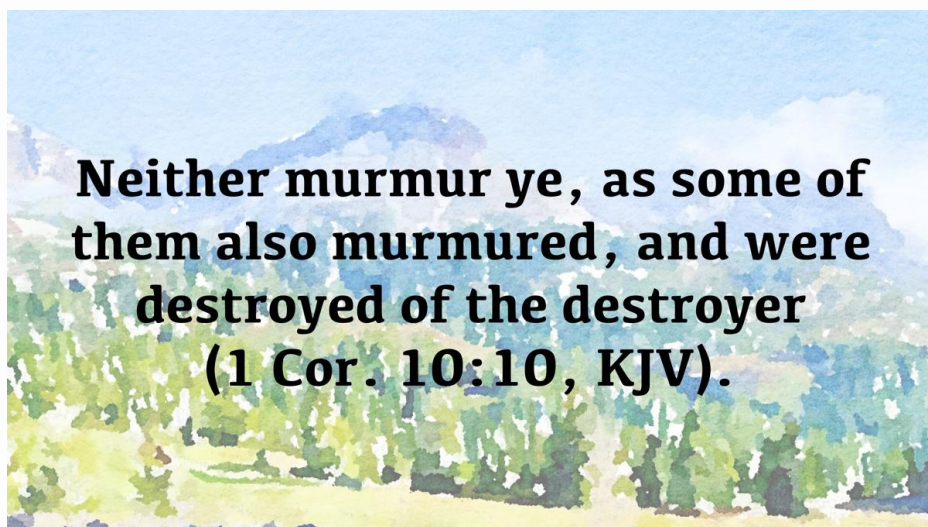 Neither murmur ye, as some of
them also murmured, and were
destroyed of the destroyer
(1 Cor. 10:10, KJV).